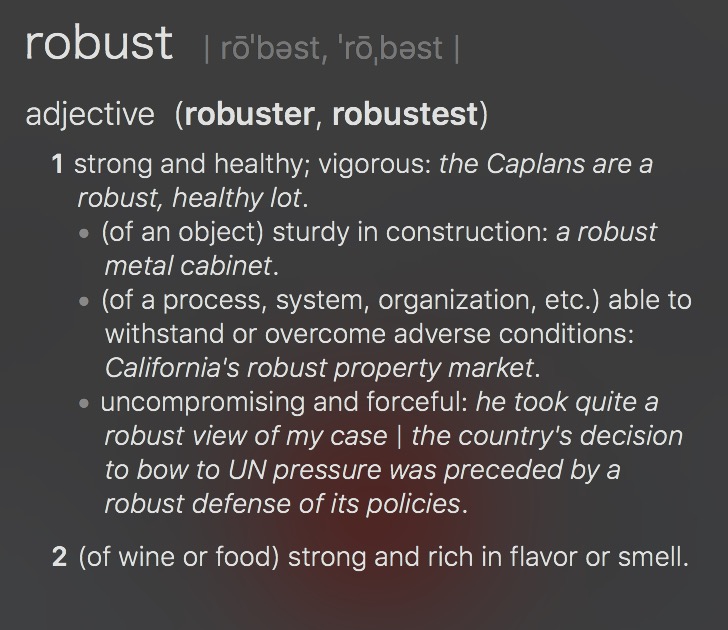 robust | rō'bəst, 'rō,bəst |
adjective (robuster, robustest)
1 strong and healthy; vigorous: the Caplans are a
robust, healthy lot.
• (of an object) sturdy in construction: a robust
metal cabinet.
• (of a process, system, organization, etc.) able to
withstand or overcome adverse conditions:
California's robust property market.
• uncompromising and forceful: he took quite a
robust view of my case | the country's decision
to bow to UN pressure was preceded by a
robust defense of its policies.
2 (of wine or food) strong and rich in flavor or smell.